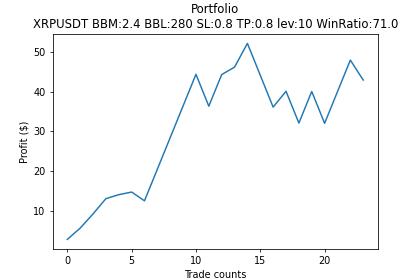 Portfolio
XRPUSDT BBM:2.4 BBL:280 SL:0.8 TP:0.8 lev:10 WinRatio:71.0
50
40
30
20
10
Profit ($)
0 5 10 15 20
Trade counts